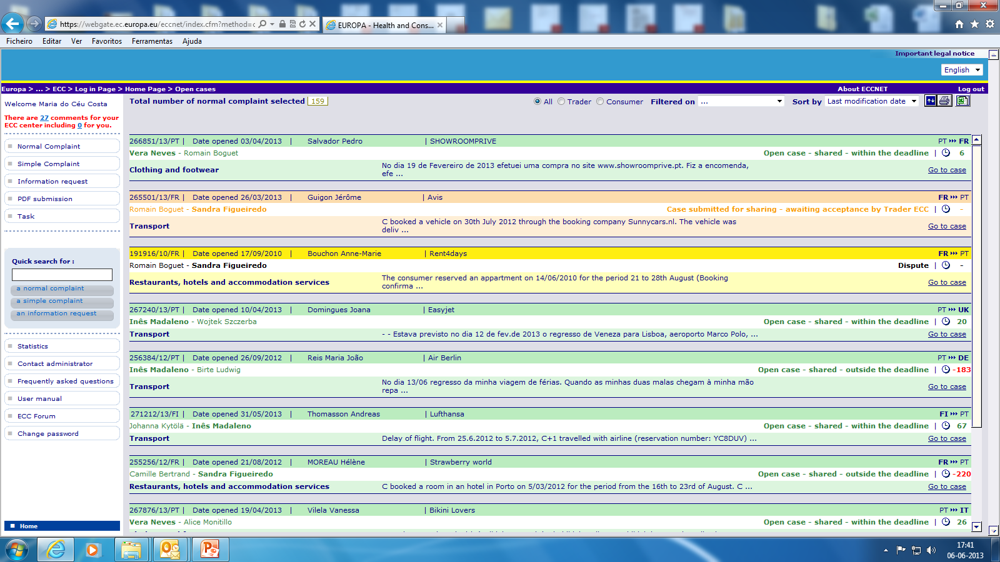 https://webgate.ec.europa.eu/eccnet/index.cfm?method=c
EUROPA - Health and Cons...
Ficheiro Editar Ver Favoritos Ferramentas Ajuda
Important legal notice
English
Europa > ... > ECC > Log in Page > Home Page > Open cases
About ECCNET
Log out
Welcome Maria do Céu Costa
There are 27 comments for your
ECC center including 0 for you.
Normal Complaint
Simple Complaint
Information request
PDF submission
Task
Quick search for :
a normal complaint
a simple complaint
an information request
Statistics
Contact administrator
Frequently asked questions
User manual
ECC Forum
Change password
Home
Total number of normal complaint selected 159
All Trader Consumer Filtered on ... Sort by Last modification date
266851/13/PT | Date opened 03/04/2013 | Salvador Pedro | SHOWROOMPRIVE PT FR
Vera Neves - Romain Boguet Open case - shared - within the deadline | 6
Clothing and footwear No dia 19 de Fevereiro de 2013 efetuei uma compra no site www.showroomprive.pt. Fiz a encomenda,
efe ... Go to case
265501/13/FR | Date opened 26/03/2013 | Guigon Jérôme | Avis FR PT
Romain Boguet - Sandra Figueiredo Case submitted for sharing - awaiting acceptance by Trader ECC | -
Transport C booked a vehicle on 30th July 2012 through the booking company Sunnycars.nl. The vehicle was
deliv ... Go to case
191916/10/FR | Date opened 17/09/2010 | Bouchon Anne-Marie | Rent4days FR PT
Romain Boguet - Sandra Figueiredo Dispute | -
Restaurants, hotels and accommodation services The consumer reserved an appartment on 14/06/2010 for the period 21 to 28th August (Booking
confirma ... Go to case
267240/13/PT | Date opened 10/04/2013 | Domingues Joana | Easyjet PT UK
Inês Madaleno - Wojtek Szczerba Open case - shared - within the deadline | 20
Transport - - Estava previsto no dia 12 de fev.de 2013 o regresso de Veneza para Lisboa, aeroporto Marco Polo, ... Go to case
256384/12/PT | Date opened 26/09/2012 | Reis Maria João | Air Berlin PT DE
Inês Madaleno - Birte Ludwig Open case - shared - outside the deadline | -183
Transport No dia 13/06 regresso da minha viagem de férias. Quando as minhas duas malas chegam à minha mão
repa ... Go to case
271212/13/FI | Date opened 31/05/2013 | Thomasson Andreas | Lufthansa FI PT
Johanna Kytölä - Inês Madaleno Open case - shared - within the deadline | 67
Transport Delay of flight. From 25.6.2012 to 5.7.2012, C+1 travelled with airline (reservation number: YC8DUV) ... Go to case
255256/12/FR | Date opened 21/08/2012 | MOREAU Hélène | Strawberry world FR PT
Camille Bertrand - Sandra Figueiredo Open case - shared - outside the deadline | -220
Restaurants, hotels and accommodation services C booked a room in an hotel in Porto on 5/03/2012 for the period from the 16th to 23rd of August. C ... Go to case
267876/13/PT | Date opened 19/04/2013 | Vilela Vanessa | Bikini Lovers PT IT
Vera Neves - Alice Monitillo Open case - shared - within the deadline | 26
17:41
06-06-2013